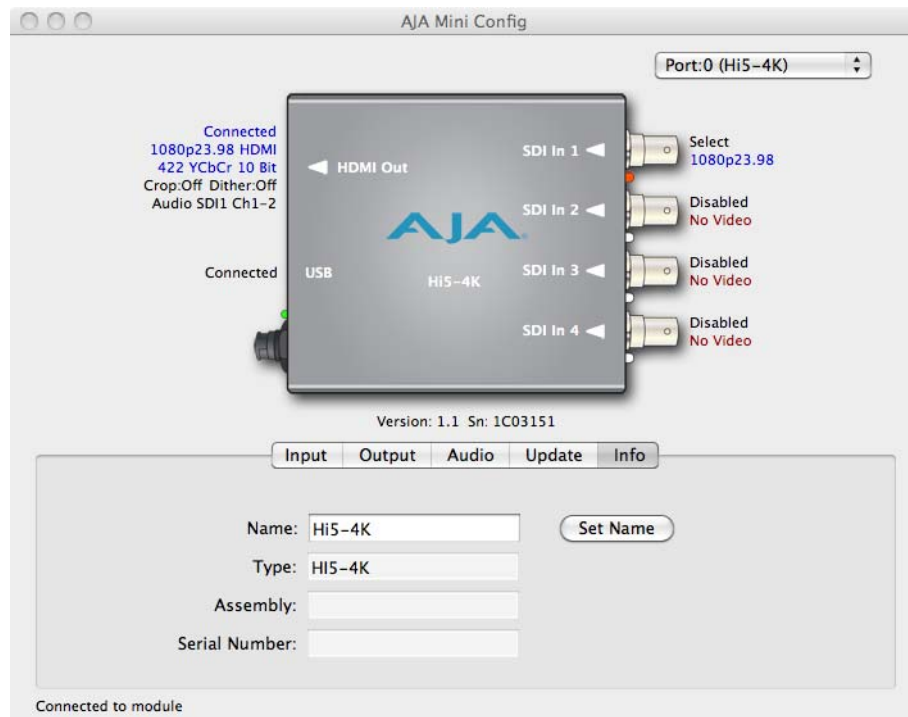 AJA Mini Config
Port:0 (Hi5-4K)
Connected
1080p23.98 HDMI
422 YCbCr 10 Bit
Crop:Off Dither:Off
Audio SDI1 Ch1-2
HDMI Out
SDI In 1
Select
1080p23.98
SDI In 2
Disabled
No Video
AJA
Connected
USB
Hi5-4K
SDI In 3
Disabled
No Video
SDI In 4
Disabled
No Video
Version: 1.1 Sn: 1C03151
Input Output Audio Update Info
Name: Hi5-4K
Set Name
Type: HI5-4K
Assembly:
Serial Number:
Connected to module